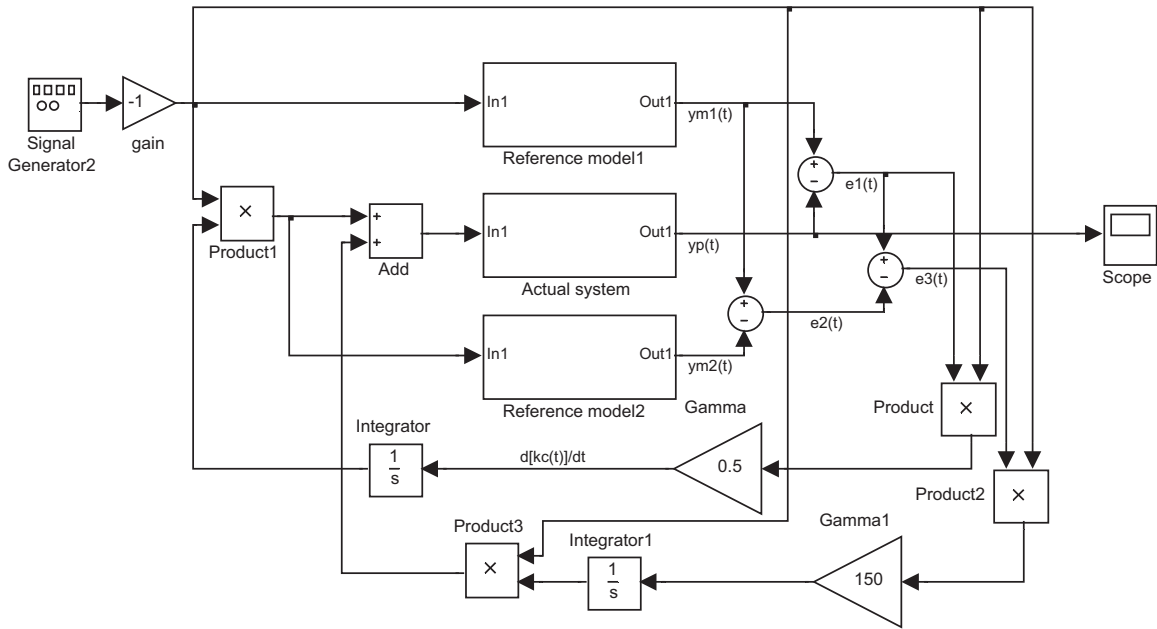 Signal
Generator2
-1
gain
In1
Out1
Reference model1
ym1(t)
+
−
e1(t)
×
Product1
+
+
Add
In1
Out1
Actual system
yp(t)
+
−
e3(t)
Scope
+
−
e2(t)
In1
Out1
Reference model2
ym2(t)
Product
×
Integrator
1
s
d[kc(t)]/dt
Gamma
0.5
Product2
×
Product3
×
Integrator1
1
s
Gamma1
150